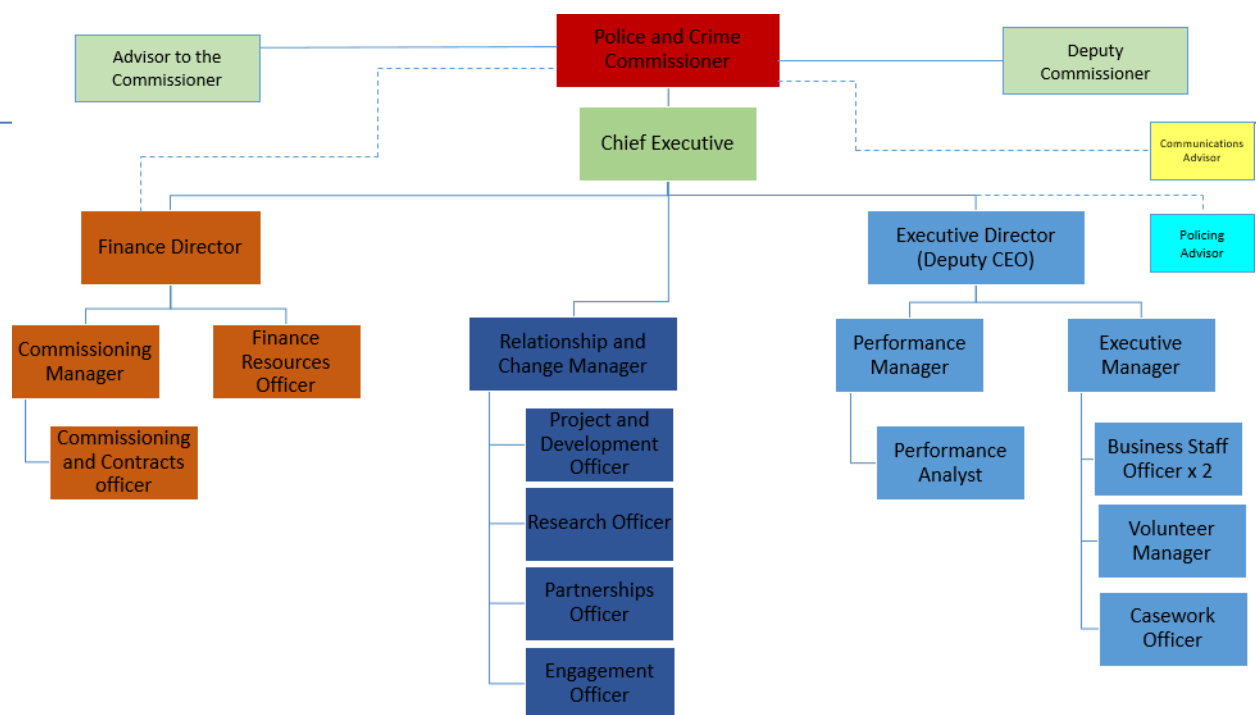 Police and Crime
Commissioner
Advisor to the
Commissioner
Deputy
Commissioner
Chief Executive
Communications
Advisor
Finance Director
Executive Director
(Deputy CEO)
Policing
Advisor
Commissioning
Manager
Finance
Resources
Officer
Relationship and
Change Manager
Performance
Manager
Executive
Manager
Commissioning
and Contracts
officer
Project and
Development
Officer
Performance
Analyst
Business Staff
Officer x 2
Research Officer
Volunteer
Manager
Partnerships
Officer
Casework
Officer
Engagement
Officer